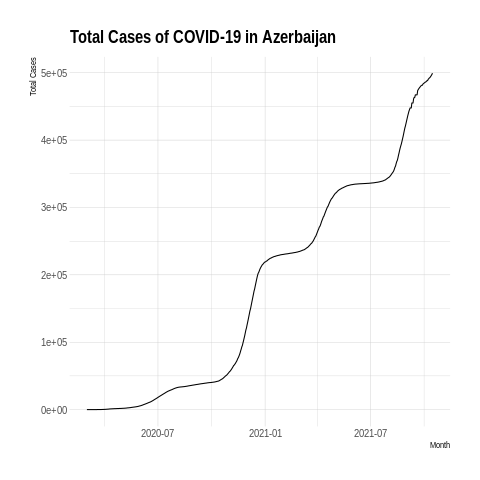 Total Cases of COVID-19 in Azerbaijan
Total Cases
5e+05
4e+05
3e+05
2e+05
1e+05
0e+00
2020-07 2021-01 2021-07
Month